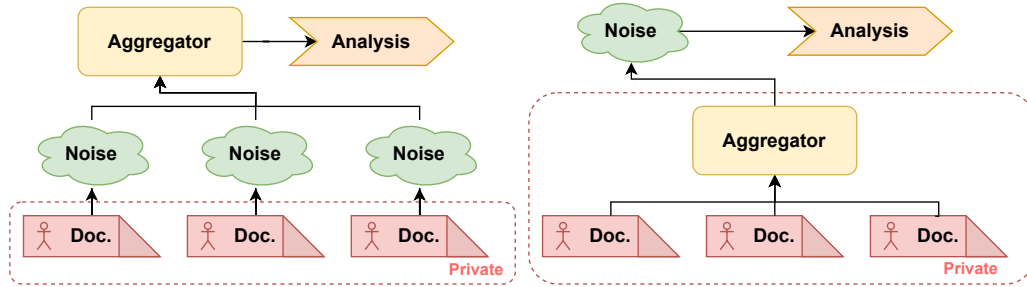 Aggregator
Analysis
Noise
Noise
Noise
Doc.
Doc.
Doc.
Private
Noise
Analysis
Aggregator
Doc.
Doc.
Doc.
Private